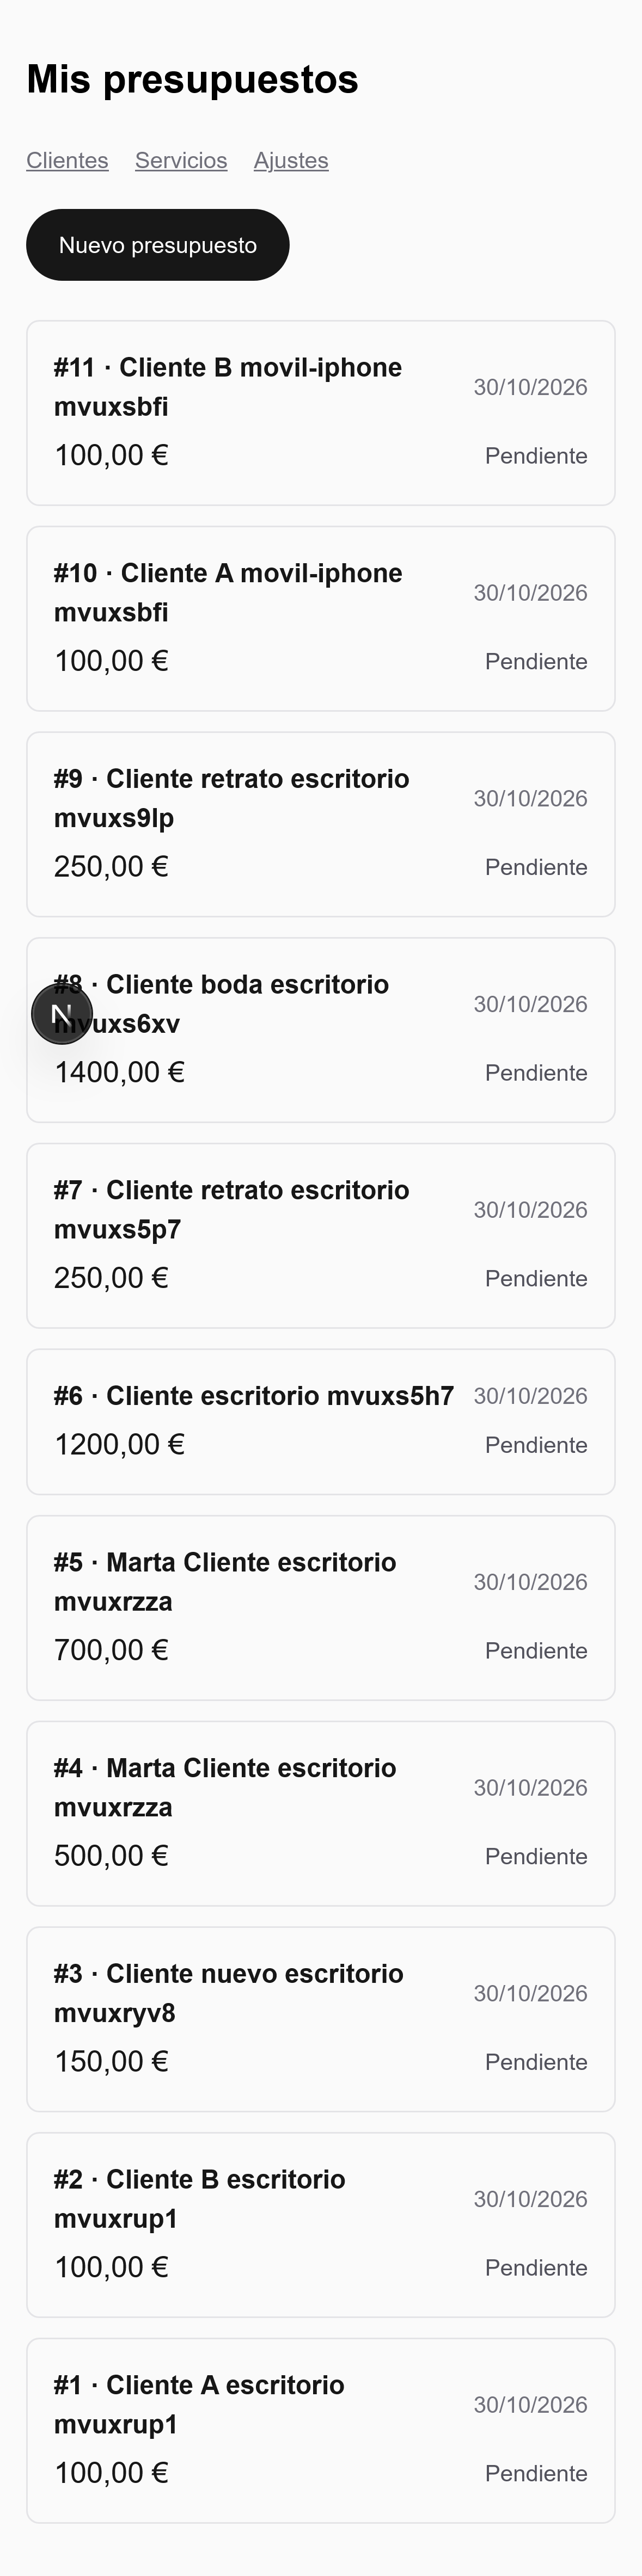 Mis presupuestos
Clientes Servicios Ajustes
Nuevo presupuesto
#11 · Cliente B movil-iphone
mvuxsbfi
30/10/2026
100,00 €
Pendiente
#10 · Cliente A movil-iphone
mvuxsbfi
30/10/2026
100,00 €
Pendiente
#9 · Cliente retrato escritorio
mvuxs9lp
30/10/2026
250,00 €
Pendiente
#8 · Cliente boda escritorio
mvuxs6xv
30/10/2026
N
1400,00 €
Pendiente
#7 · Cliente retrato escritorio
mvuxs5p7
30/10/2026
250,00 €
Pendiente
#6 · Cliente escritorio mvuxs5h7
30/10/2026
1200,00 €
Pendiente
#5 · Marta Cliente escritorio
mvuxrzza
30/10/2026
700,00 €
Pendiente
#4 · Marta Cliente escritorio
mvuxrzza
30/10/2026
500,00 €
Pendiente
#3 · Cliente nuevo escritorio
mvuxryv8
30/10/2026
150,00 €
Pendiente
#2 · Cliente B escritorio
mvuxrup1
30/10/2026
100,00 €
Pendiente
#1 · Cliente A escritorio
mvuxrup1
30/10/2026
100,00 €
Pendiente